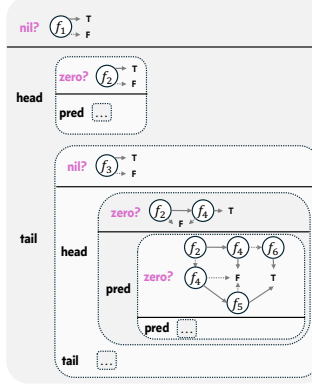 nil? f1 T
F
head
zero? f2 T
F
pred ...
tail
nil? f3 T
F
head
zero? f2 f4 T
F
pred
zero? f2 f4 f6
f4 F T
f5
pred ...
tail ...